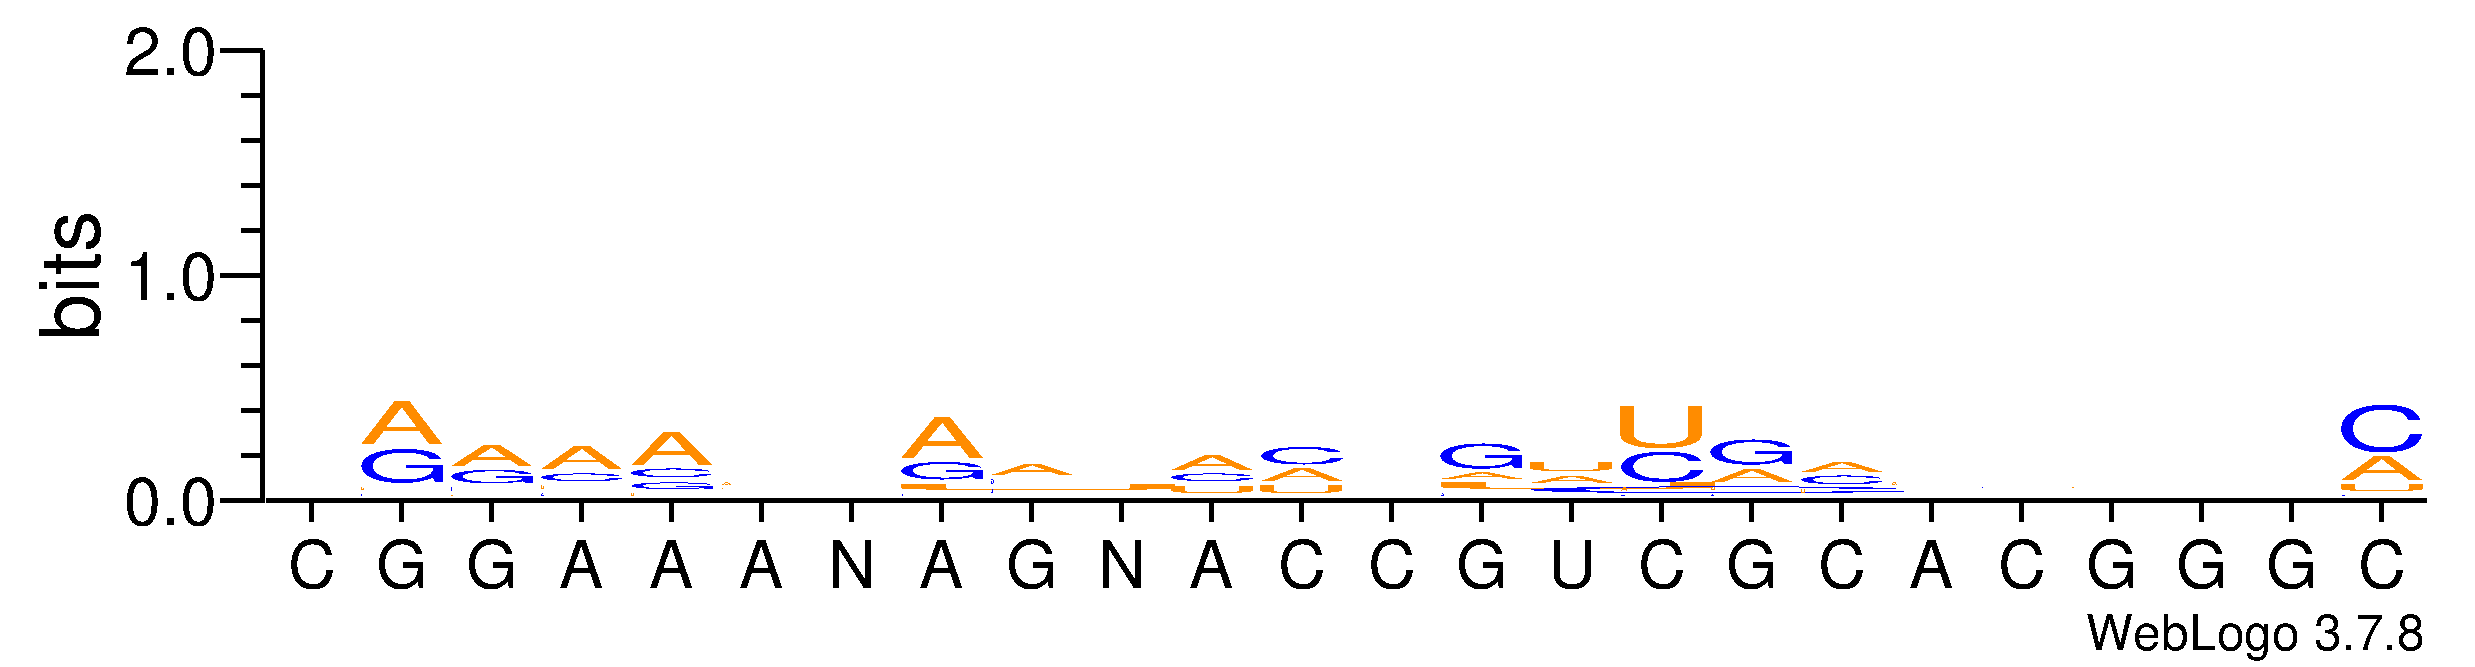 2.0
bits
1.0
0.0
A A A A A A A C G U U G A C
G G C C G C A A A C A C A
C G N U U U U
C G G A A A N A G N A C C G U C G C A C G G G C
WebLogo 3.7.8